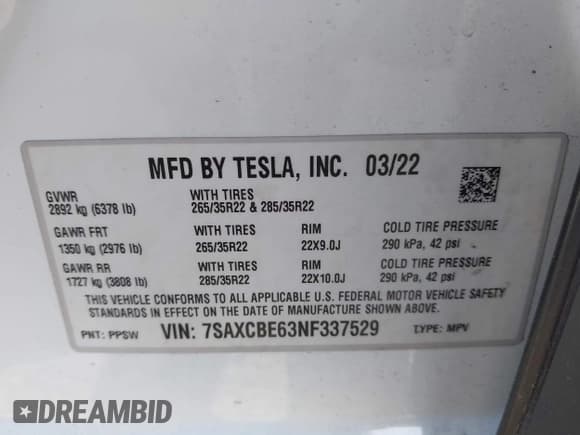 MFD BY TESLA, INC. 03/22
GVWR WITH TIRES
2892 kg (6378 lb) 265/35R22 & 285/35R22
GAWR FRT WITH TIRES RIM COLD TIRE PRESSURE
1350 kg (2976 lb) 265/35R22 22X9.0J 290 kPa, 42 psi
GAWR RR WITH TIRES RIM COLD TIRE PRESSURE
1727 kg (3808 lb) 285/35R22 22X10.0J 290 kPa, 42 psi
THIS VEHICLE CONFORMS TO ALL APPLICABLE U.S. FEDERAL MOTOR VEHICLE SAFETY
STANDARDS IN EFFECT ON THE DATE OF MANUFACTURE SHOWN ABOVE.
PNT: PPSW VIN: 7SAXCBE63NF337529 TYPE: MPV
DREAMBID